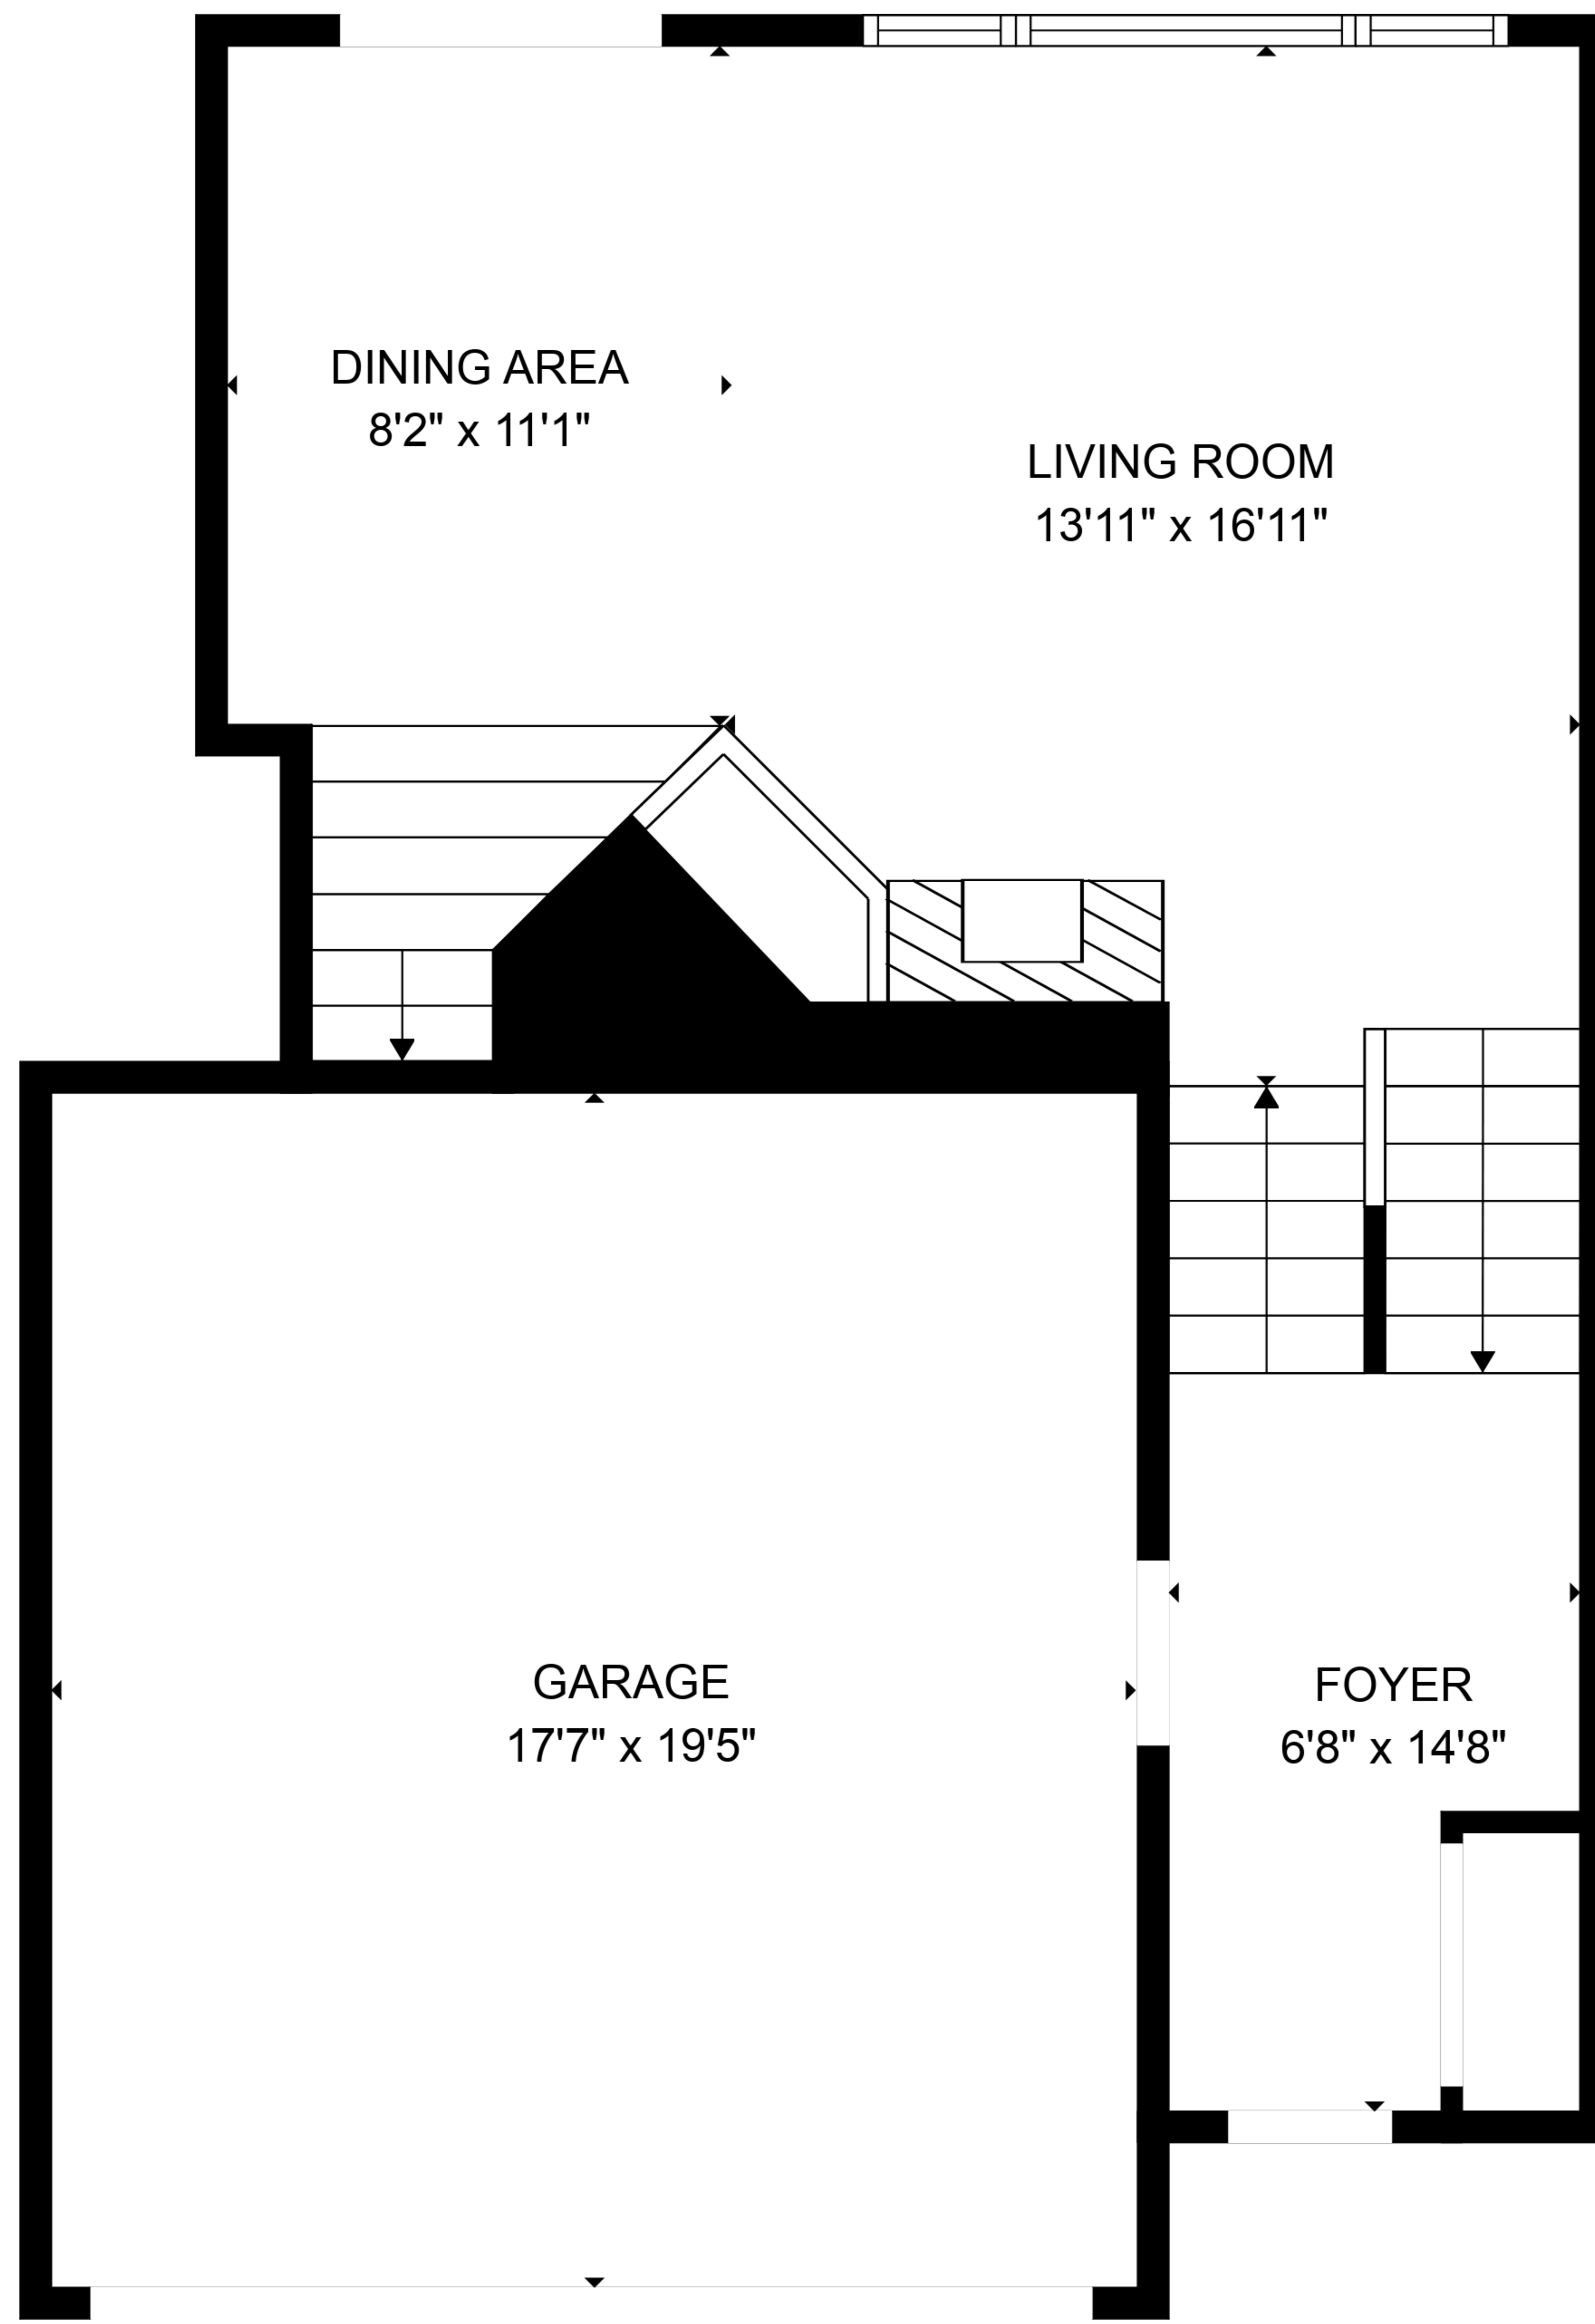 DINING AREA
8'2" x 11'1"
LIVING ROOM
13'11" x 16'11"
GARAGE
17'7" x 19'5"
FOYER
6'8" x 14'8"